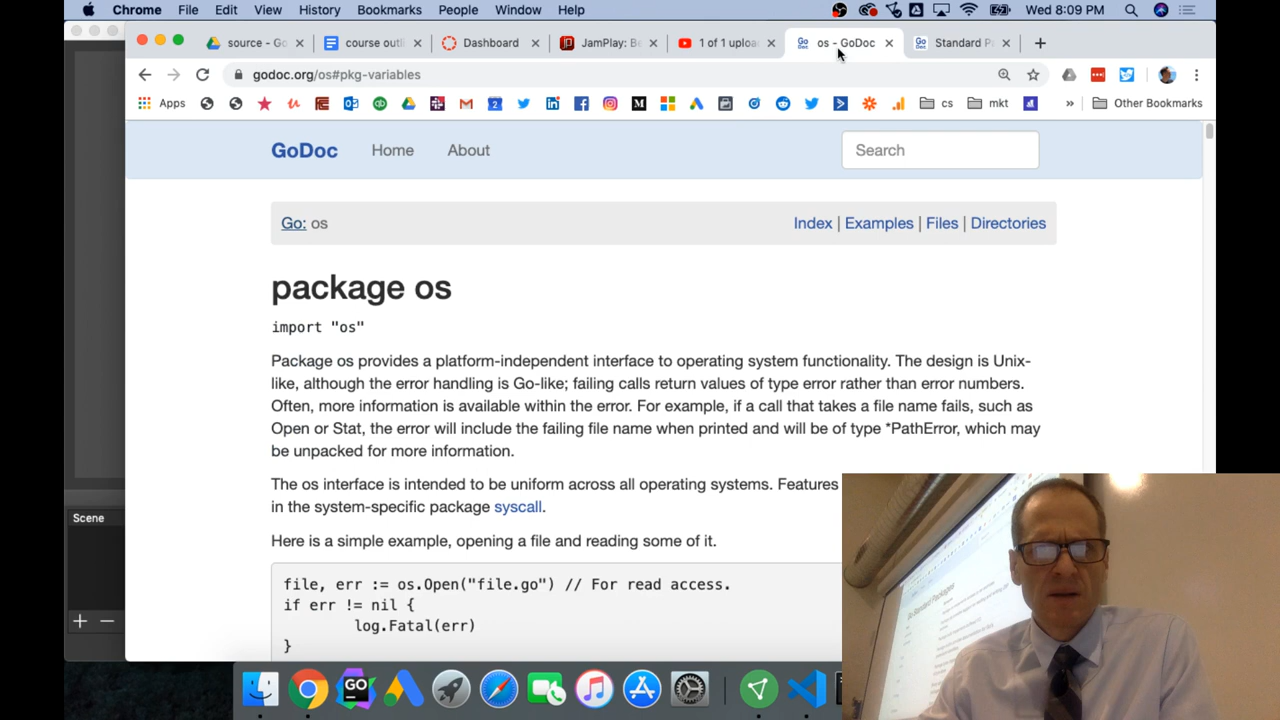 Chrome File Edit View History Bookmarks People Window Help Wed 8:09 PM
source - Go course outli Dashboard JamPlay: Be 1 of 1 uploa os - GoDoc Standard P
godoc.org/os#pkg-variables
Apps cs mkt » Other Bookmarks
GoDoc Home About Search
Go: os Index | Examples | Files | Directories
package os
import "os"
Package os provides a platform-independent interface to operating system functionality. The design is Unix-
like, although the error handling is Go-like; failing calls return values of type error rather than error numbers.
Often, more information is available within the error. For example, if a call that takes a file name fails, such as
Open or Stat, the error will include the failing file name when printed and will be of type *PathError, which may
be unpacked for more information.
The os interface is intended to be uniform across all operating systems. Features
in the system-specific package syscall.
Here is a simple example, opening a file and reading some of it.
file, err := os.Open("file.go") // For read access.
if err != nil {
log.Fatal(err)
}
Scene
GO